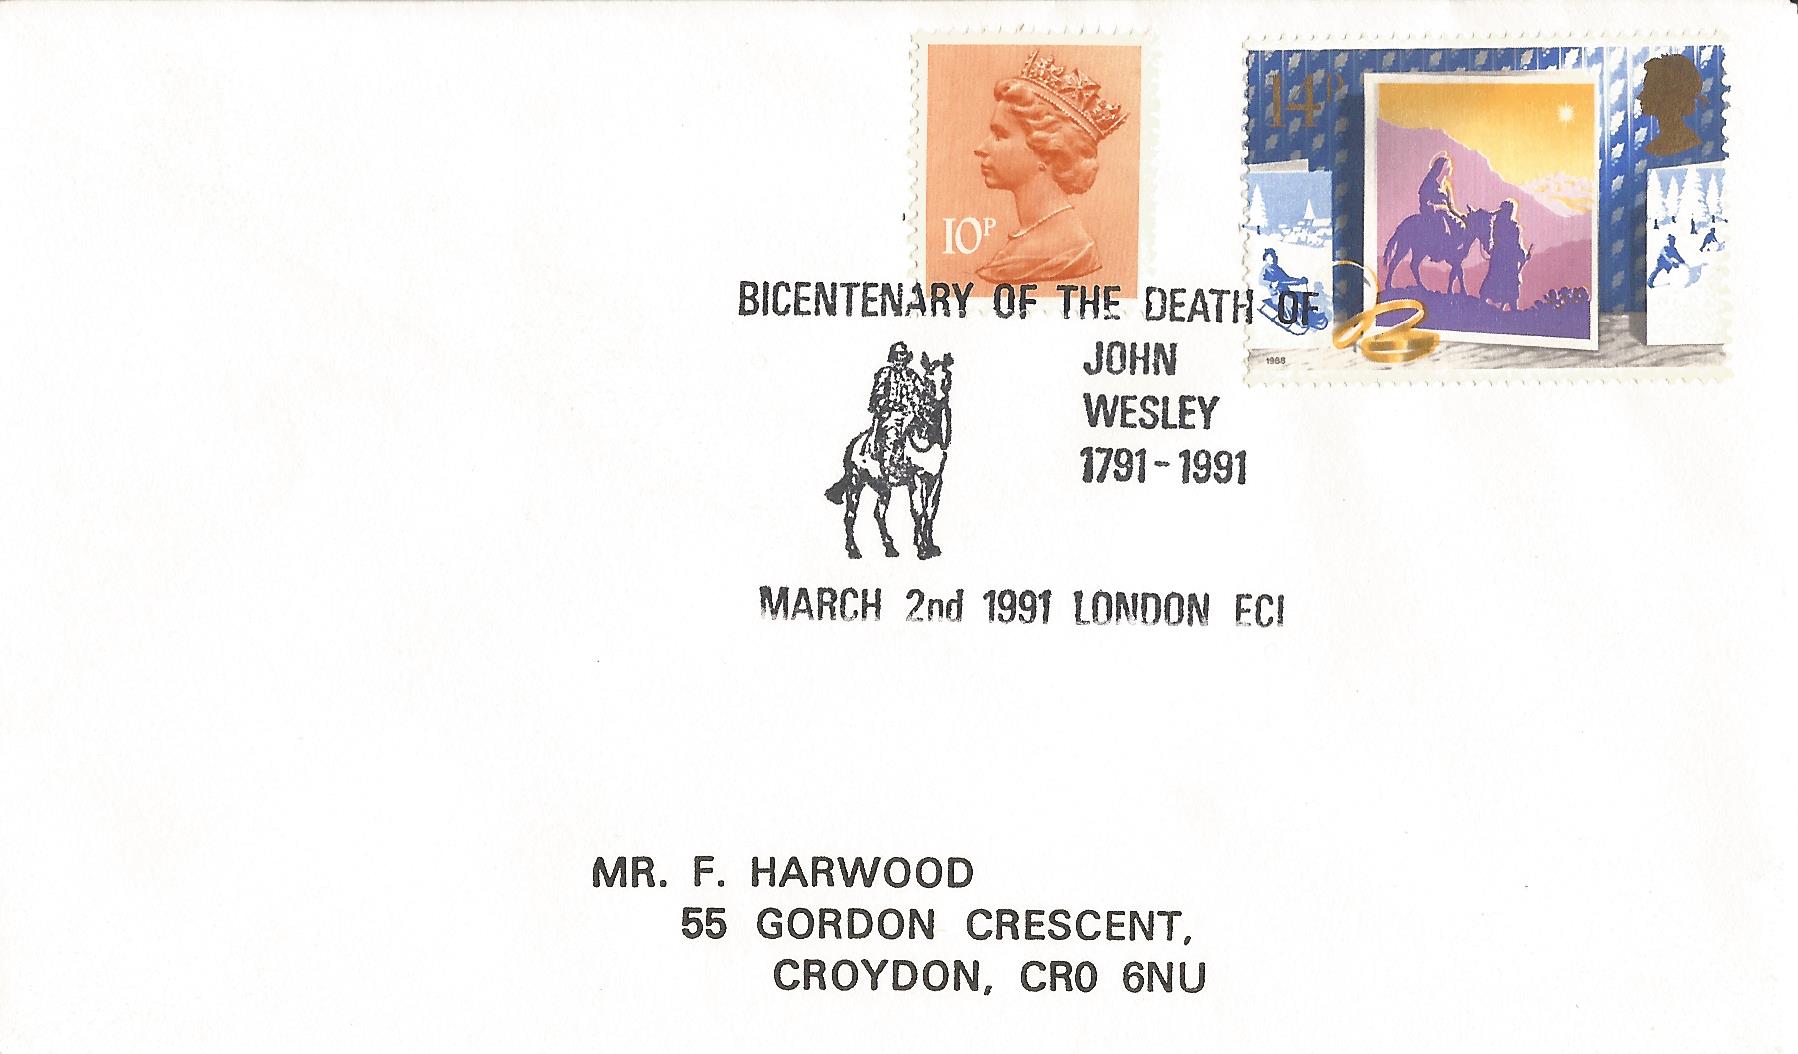 10P
14P
1988
BICENTENARY OF THE DEATH OF
JOHN
WESLEY
1791-1991
MARCH 2nd 1991 LONDON EC1
MR. F. HARWOOD
55 GORDON CRESCENT,
CROYDON, CR0 6NU